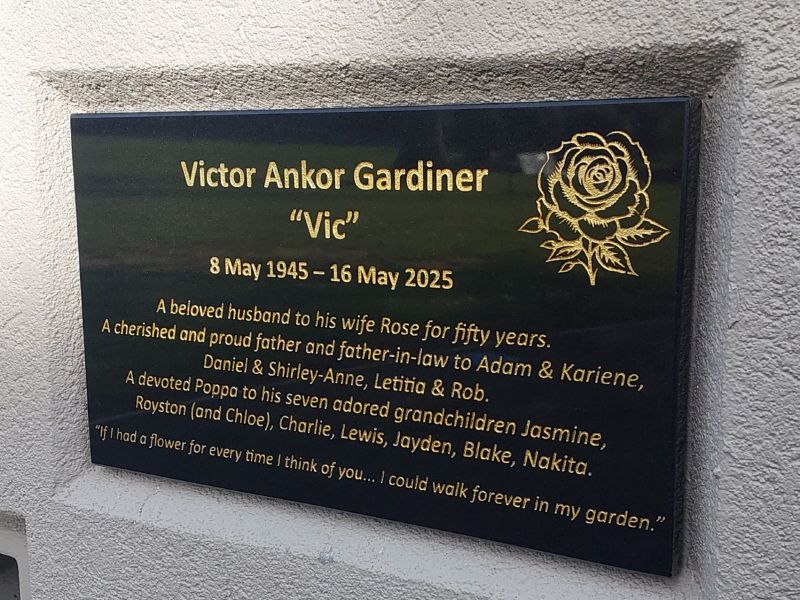 Victor Ankor Gardiner
“Vic”
8 May 1945 – 16 May 2025
A beloved husband to his wife Rose for fifty years.
A cherished and proud father and father-in-law to Adam & Kariene,
Daniel & Shirley-Anne, Letitia & Rob.
A devoted Poppa to his seven adored grandchildren Jasmine,
Royston (and Chloe), Charlie, Lewis, Jayden, Blake, Nakita.
“If I had a flower for every time I think of you... I could walk forever in my garden.”